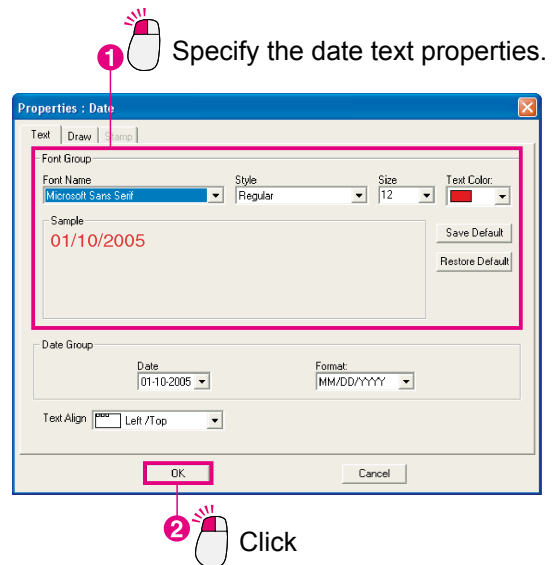 1 Specify the date text properties.
Properties : Date
Text Draw Stamp
Font Group
Font Name Style Size Text Color:
Microsoft Sans Serif Regular 12
Sample
01/10/2005
Save Default
Restore Default
Date Group
Date Format:
01-10-2005 MM/DD/YYYY
Text Align Left /Top
OK Cancel
2 Click